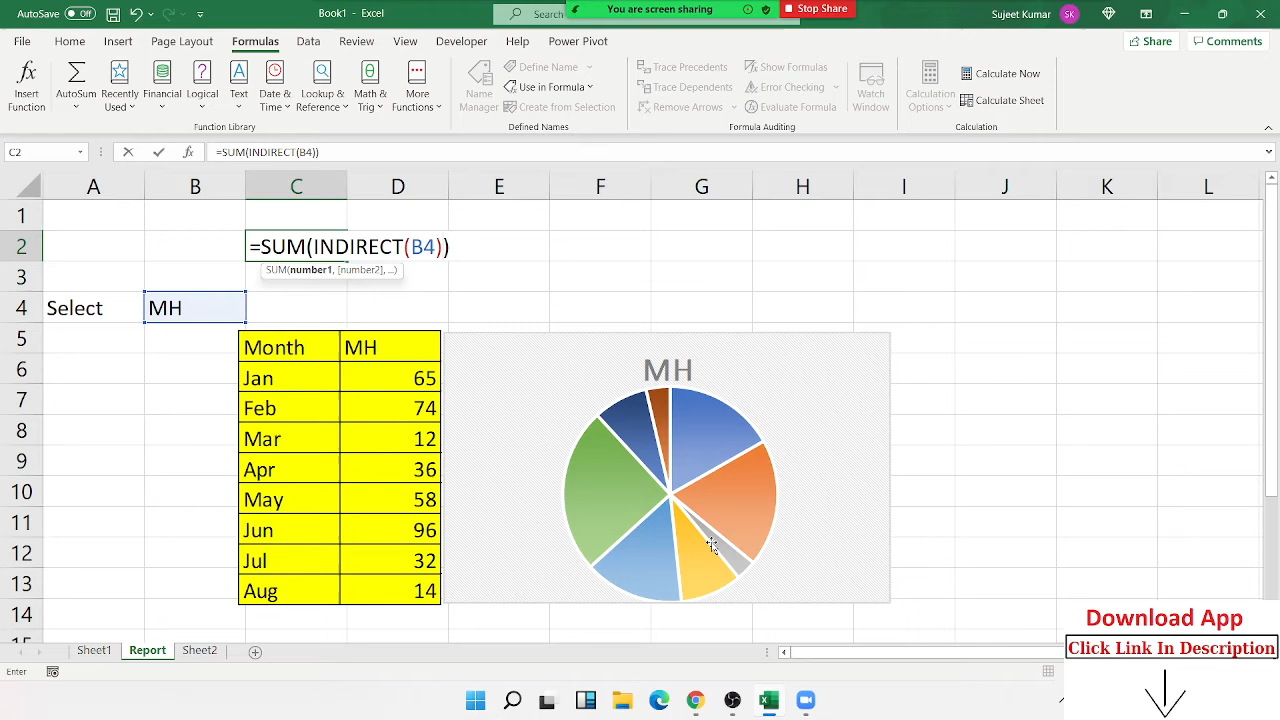 AutoSave Off
Book1 - Excel
Search
You are screen sharing
Stop Share
Sujeet Kumar
SK
File Home Insert Page Layout Formulas Data Review View Developer Help Power Pivot
Share
Comments
fx
Insert Function
AutoSum
Recently Used
Financial
Logical
Text
Date & Time
Lookup & Reference
Math & Trig
More Functions
Function Library
Name Manager
Define Name
Use in Formula
Create from Selection
Defined Names
Trace Precedents
Trace Dependents
Remove Arrows
Show Formulas
Error Checking
Evaluate Formula
Formula Auditing
Watch Window
Calculation Options
Calculate Now
Calculate Sheet
Calculation
C2
fx
=SUM(INDIRECT(B4))
A B C D E F G H I J K L
1
2 =SUM(INDIRECT(B4))
SUM(number1, [number2], ...)
3
4 Select MH
5 Month MH
6 Jan 65
7 Feb 74
8 Mar 12
9 Apr 36
10 May 58
11 Jun 96
12 Jul 32
13 Aug 14
14
MH
Download App
Click Link In Description
Sheet1 Report Sheet2
Enter